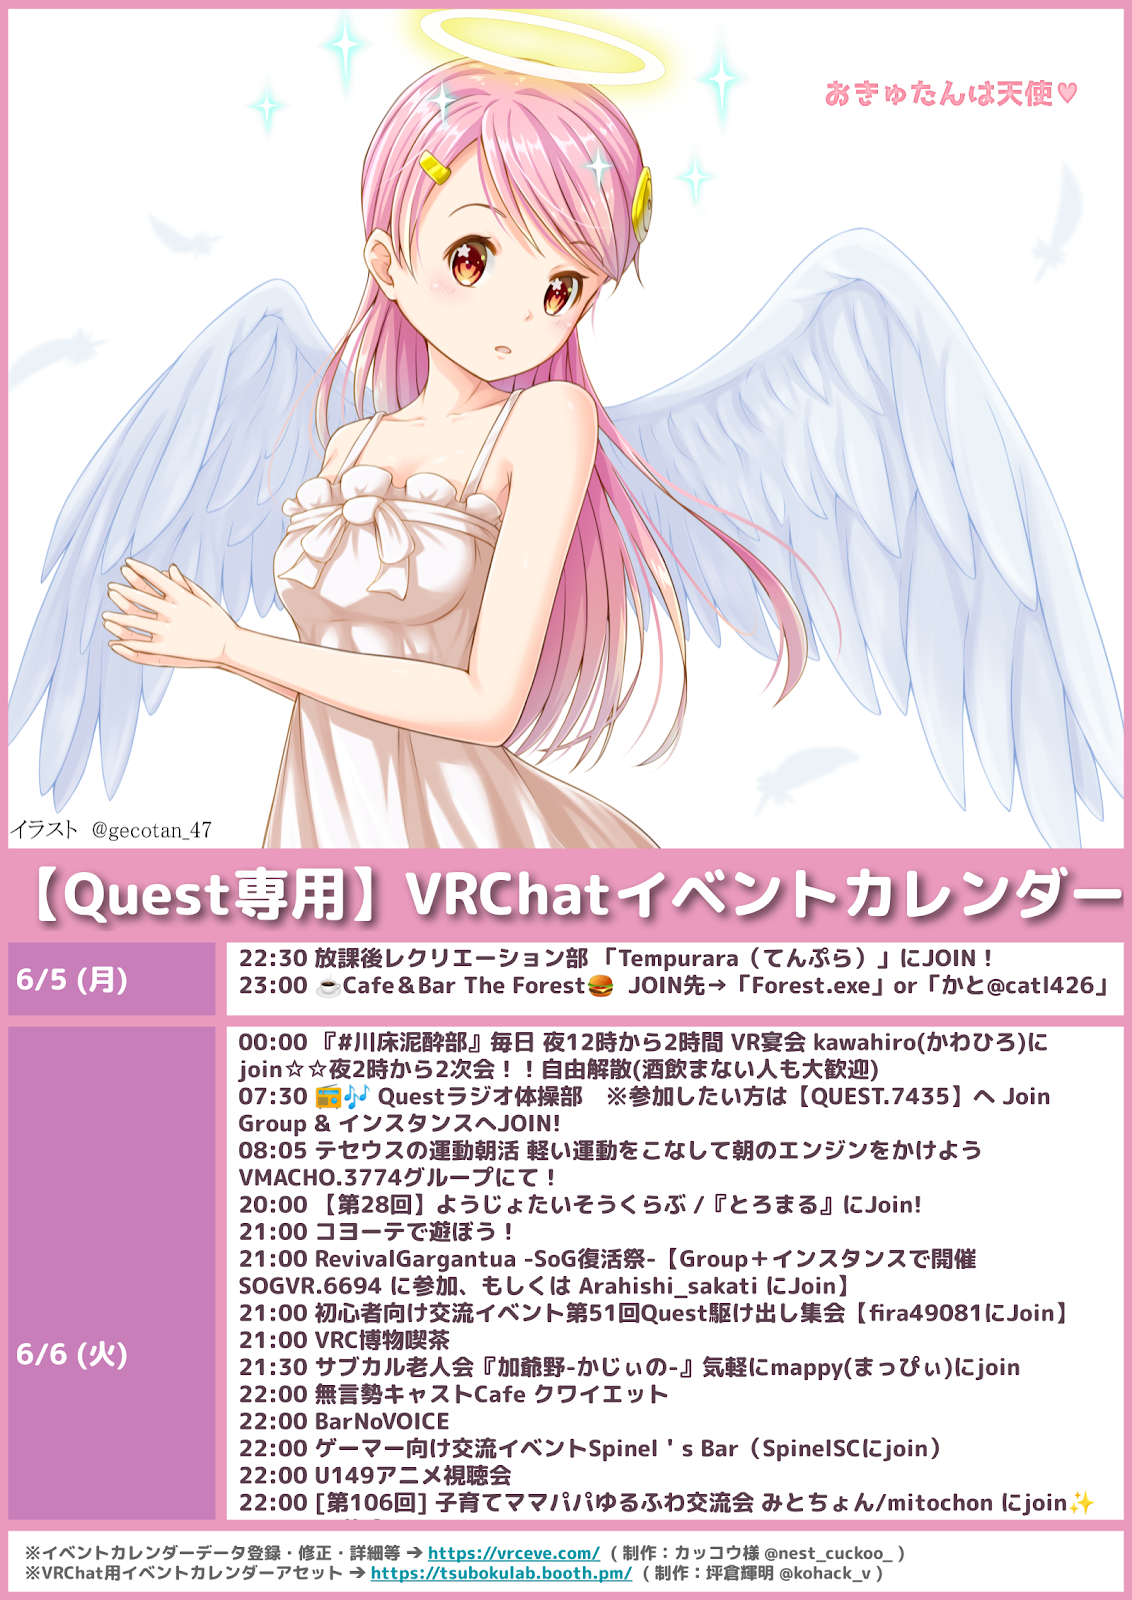 おきゅたんは天使♥
イラスト @gecotan_47
【Quest専用】VRChatイベントカレンダー
6/5 (月)
22:30 放課後レクリエーション部 「Tempurara（てんぷら）」にJOIN！
23:00 ☕Cafe＆Bar The Forest🍔 JOIN先→「Forest.exe」or「かと@catl426」
6/6 (火)
00:00 『#川床泥酔部』毎日 夜12時から2時間 VR宴会 kawahiro(かわひろ)に
join☆☆夜2時から2次会！！自由解散(酒飲まない人も大歓迎)
07:30 📻🎶 Questラジオ体操部　※参加したい方は【QUEST.7435】へ Join
Group & インスタンスへJOIN!
08:05 テセウスの運動朝活 軽い運動をこなして朝のエンジンをかけよう
VMACHO.3774グループにて！
20:00 【第28回】ようじょたいそうくらぶ /『とろまる』にJoin!
21:00 コヨーテで遊ぼう！
21:00 RevivalGargantua -SoG復活祭-【Group＋インスタンスで開催
SOGVR.6694 に参加、もしくは Arahishi_sakati にJoin】
21:00 初心者向け交流イベント第51回Quest駆け出し集会【fira49081にJoin】
21:00 VRC博物喫茶
21:30 サブカル老人会『加爺野-かじぃの-』気軽にmappy(まっぴぃ)にjoin
22:00 無言勢キャストCafe クワイエット
22:00 BarNoVOICE
22:00 ゲーマー向け交流イベントSpinel＇s Bar（SpinelSCにjoin）
22:00 U149アニメ視聴会
22:00 [第106回] 子育てママパパゆるふわ交流会 みとちょん/mitochon にjoin✨
※イベントカレンダーデータ登録・修正・詳細等 ➔ https://vrceve.com/ ( 制作：カッコウ様 @nest_cuckoo_ )
※VRChat用イベントカレンダーアセット ➔ https://tsubokulab.booth.pm/ ( 制作：坪倉輝明 @kohack_v )